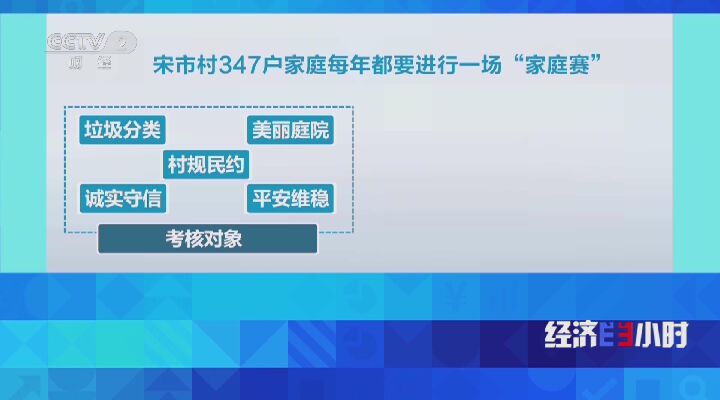 CCTV 2
财经
宋市村347户家庭每年都要进行一场“家庭赛”
垃圾分类
美丽庭院
村规民约
诚实守信
平安维稳
考核对象
经济半小时